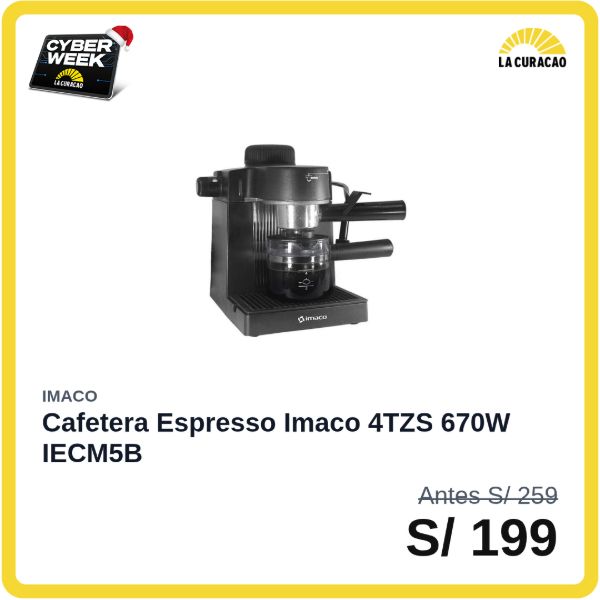 CYBER
WEEK
LA CURACAO
LA CURACAO
imaco
IMACO
Cafetera Espresso Imaco 4TZS 670W
IECM5B
Antes S/ 259
S/ 199